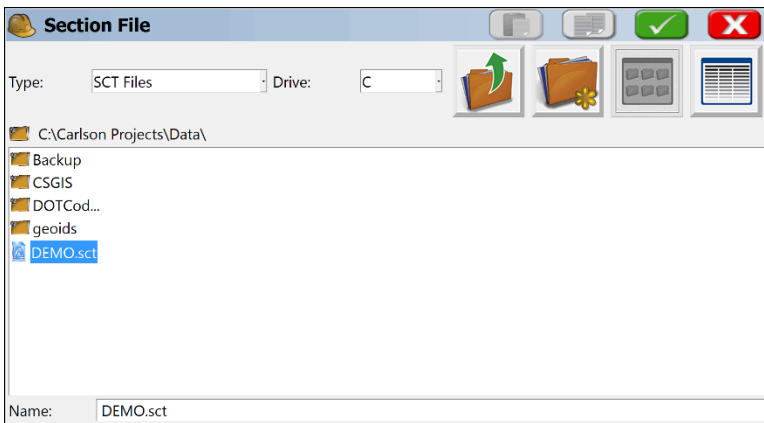 Section File
Type: SCT Files Drive: C
C:\Carlson Projects\Data\
Backup
CSGIS
DOTCod...
geoids
DEMO.sct
Name: DEMO.sct